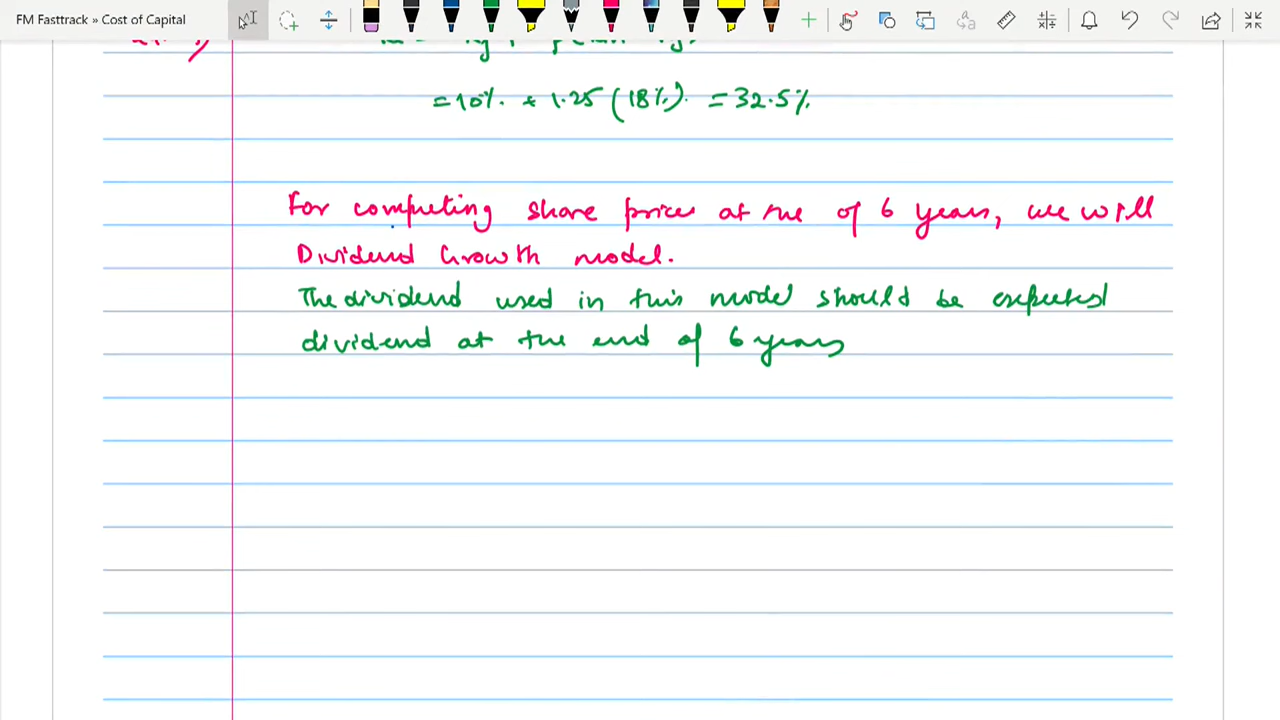 FM Fasttrack » Cost of Capital
= 10% + 1.25 (18%) = 32.5%
For computing share price at the of 6 years, we will
Dividend Growth model.
The dividend used in this model should be expected
dividend at the end of 6 years